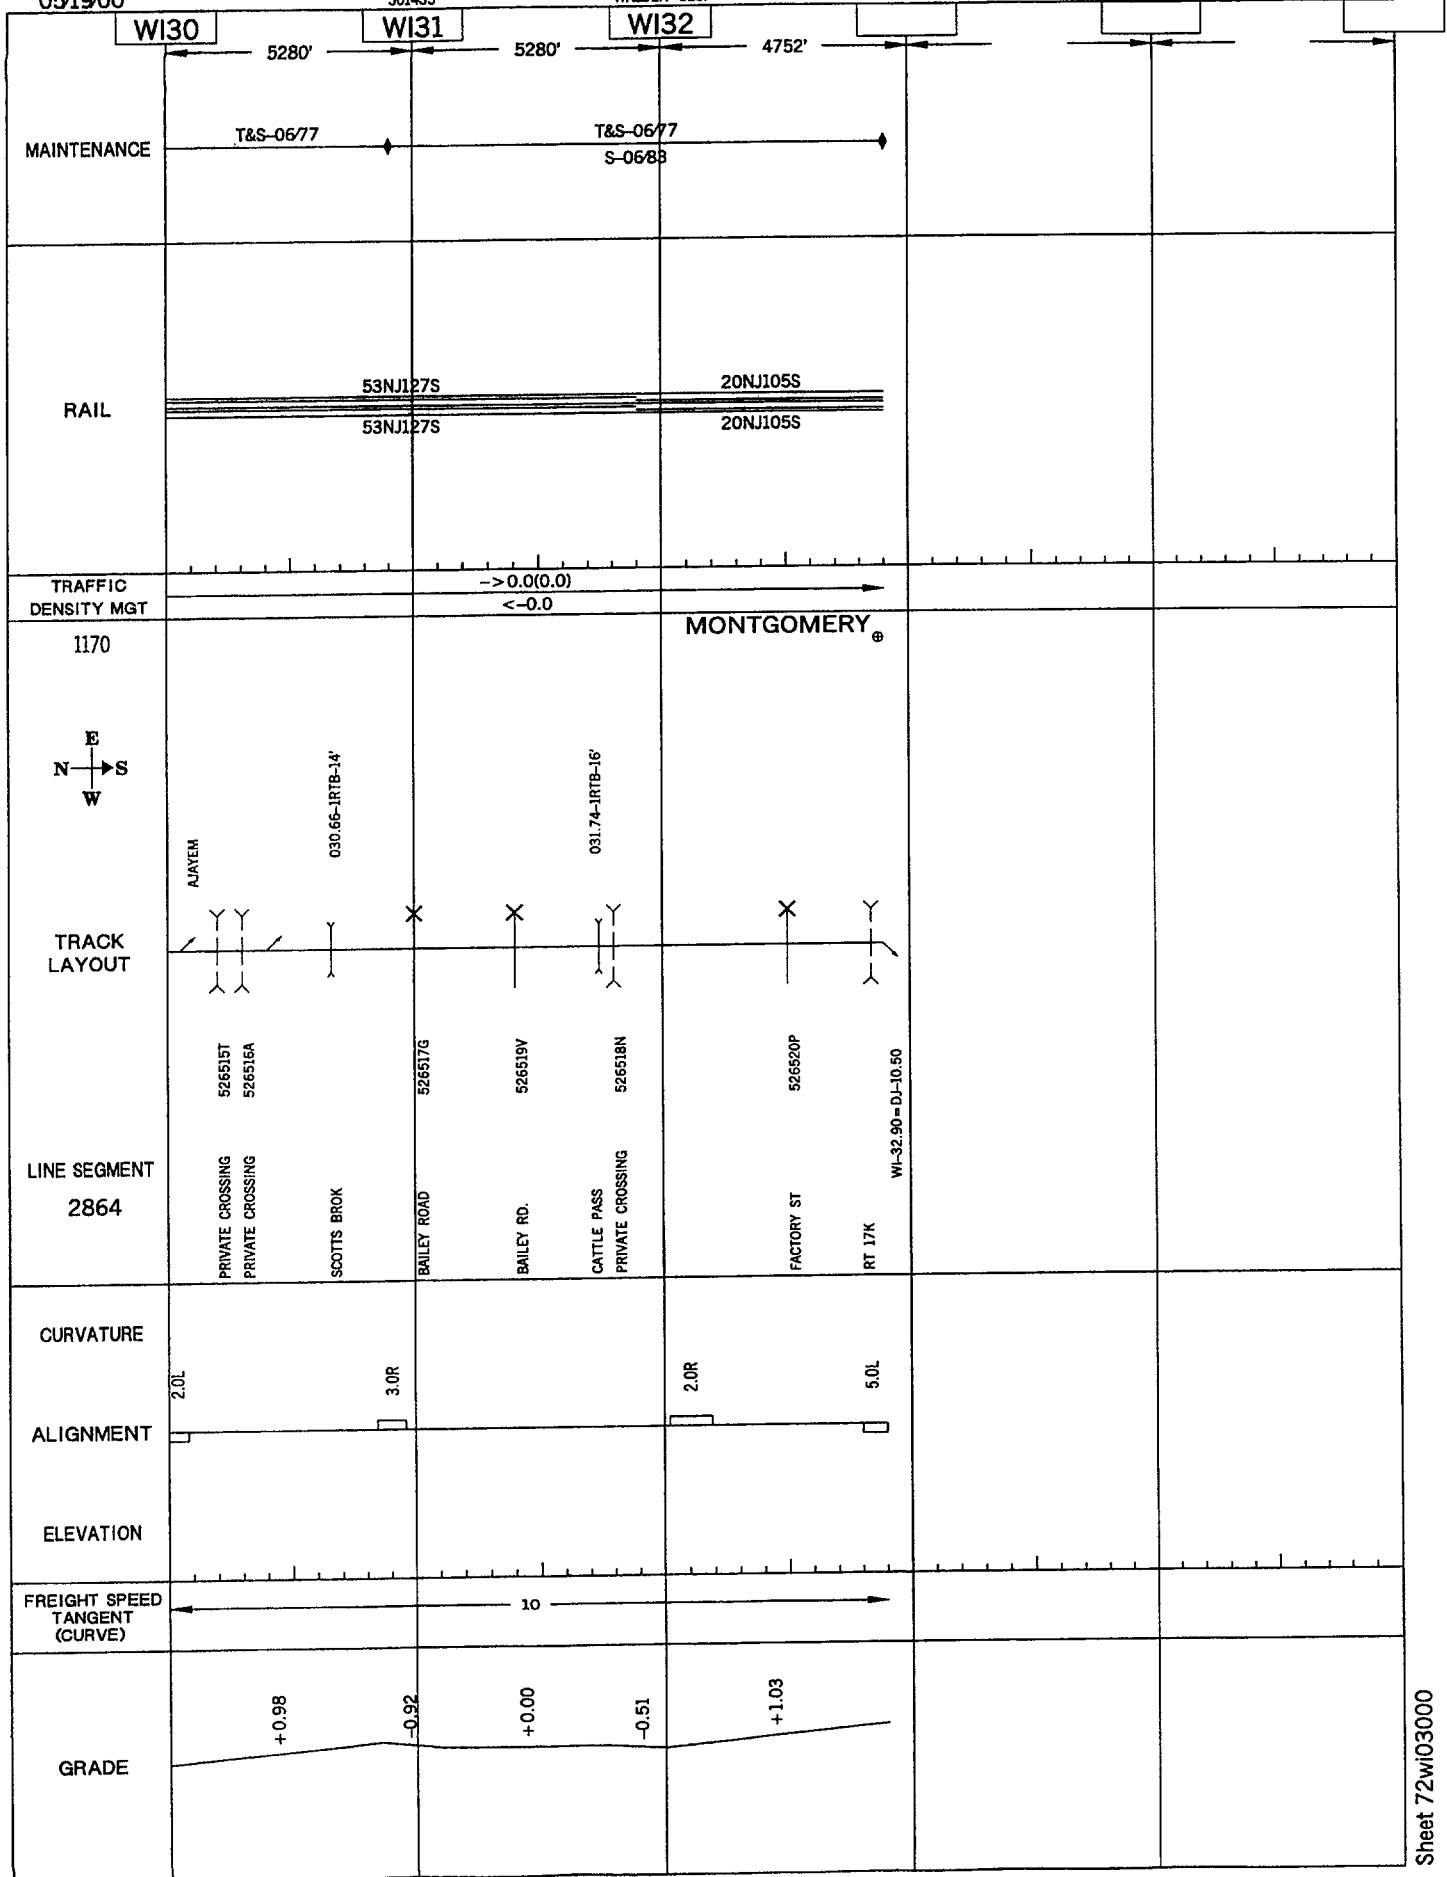 05/19/00
WI30
WI31
WI32
5280'
5280'
4752'
MAINTENANCE
T&S-06/77
T&S-06/77
S-06/83
RAIL
53NJ127S
20NJ105S
53NJ127S
20NJ105S
TRAFFIC
DENSITY MGT
->0.0(0.0)
<-0.0
1170
MONTGOMERY
E
N S
W
AJAYEM
030.66-1RTB-14'
031.74-1RTB-16'
TRACK
LAYOUT
526515T
526516A
526517G
526519V
526518N
526520P
WI-32.90=DJ-10.50
LINE SEGMENT
2864
PRIVATE CROSSING
PRIVATE CROSSING
SCOTTS BROK
BAILEY ROAD
BAILEY RD.
CATTLE PASS
PRIVATE CROSSING
FACTORY ST
RT 17K
CURVATURE
2.0L
3.0R
2.0R
5.0L
ALIGNMENT
ELEVATION
FREIGHT SPEED
TANGENT
(CURVE)
10
GRADE
+0.98
-0.92
+0.00
-0.51
+1.03
Sheet 72wi03000